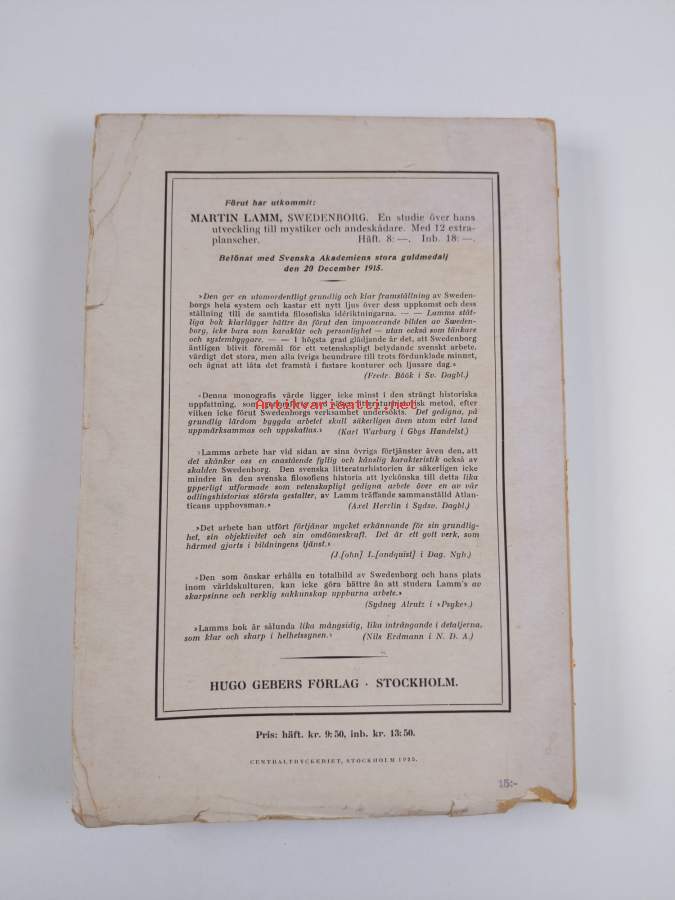 Förut har utkommit:
MARTIN LAMM, SWEDENBORG. En studie över hans
utveckling till mystiker och andeskådare. Med 12 extra-
planscher. Häft. 8: —. Inb. 18: —.
Belönat med Svenska Akademiens stora guldmedalj
den 20 December 1915.
»Den ger en utomordentligt grundlig och klar framställning av Sweden-
borgs hela system och kastar ett nytt ljus över dess uppkomst och dess
ställning till de samtida filosofiska idériktningarna. — — Lamms ståt-
liga bok klarlägger bättre än förut den imponerande bilden av Sweden-
borg, icke bara som karaktär och personlighet — utan också som tänkare
och systembyggare. — — I högsta grad glädjande är det, att Swedenborg
äntligen blivit föremål för ett vetenskapligt betydande svenskt arbete,
värdigt det stora, men alla ivriga beundrare till trots fördunklade minnet,
och ägnat att låta det framstå i fastare konturer och ljusare dag.»
(Fredr. Böök i Sv. Dagbl.)
»Denna monografis värde ligger icke minst i den strängt historiska
uppfattning, som
Antikvariaatti.net
metod, efter
vilken icke förut Swedenborgs verksamhet undersökts. Det gedigna, på
grundlig lärdom byggda arbetet skall säkerligen även utom vårt land
uppmärksammas och uppskattas.» (Karl Warburg i Gbgs Handelst.)
»Lamms arbete har vid sidan av sina övriga förtjänster även den, att
det skänker oss en enastående fyllig och känslig karakteristik också av
skalden Swedenborg. Den svenska litteraturhistorien är säkerligen icke
mindre än den svenska filosofiens historia att lyckönska till detta lika
ypperligt utformade som vetenskapligt gedigna arbete över en av vår
odlingshistorias största gestalter, av Lamm träffande sammanställd Atlan-
ticans upphovsman.» (Axel Herrlin i Sydsv. Dagbl.)
»Det arbete han utfört förtjänar mycket erkännande för sin grundlig-
het, sin objektivitet och sin omdömeskraft. Det är ett gott verk, som
härmed gjorts i bildningens tjänst.»
(J.[ohn] L.[andquist] i Dag. Nyh.)
»Den som önskar erhålla en totalbild av Swedenborg och hans plats
inom världskulturen, kan icke göra bättre än att studera Lamm's av
skarpsinne och verklig sakkunskap uppburna arbete.»
(Sydney Alrutz i »Psyke».)
»Lamms bok är sålunda lika mångsidig, lika inträngande i detaljerna,
som klar och skarp i helhetssynen.» (Nils Erdmann i N. D. A.)
HUGO GEBERS FÖRLAG · STOCKHOLM.
Pris: häft. kr. 9:50, inb. kr. 13:50.
CENTRALTRYCKERIET, STOCKHOLM 1920.
15:-